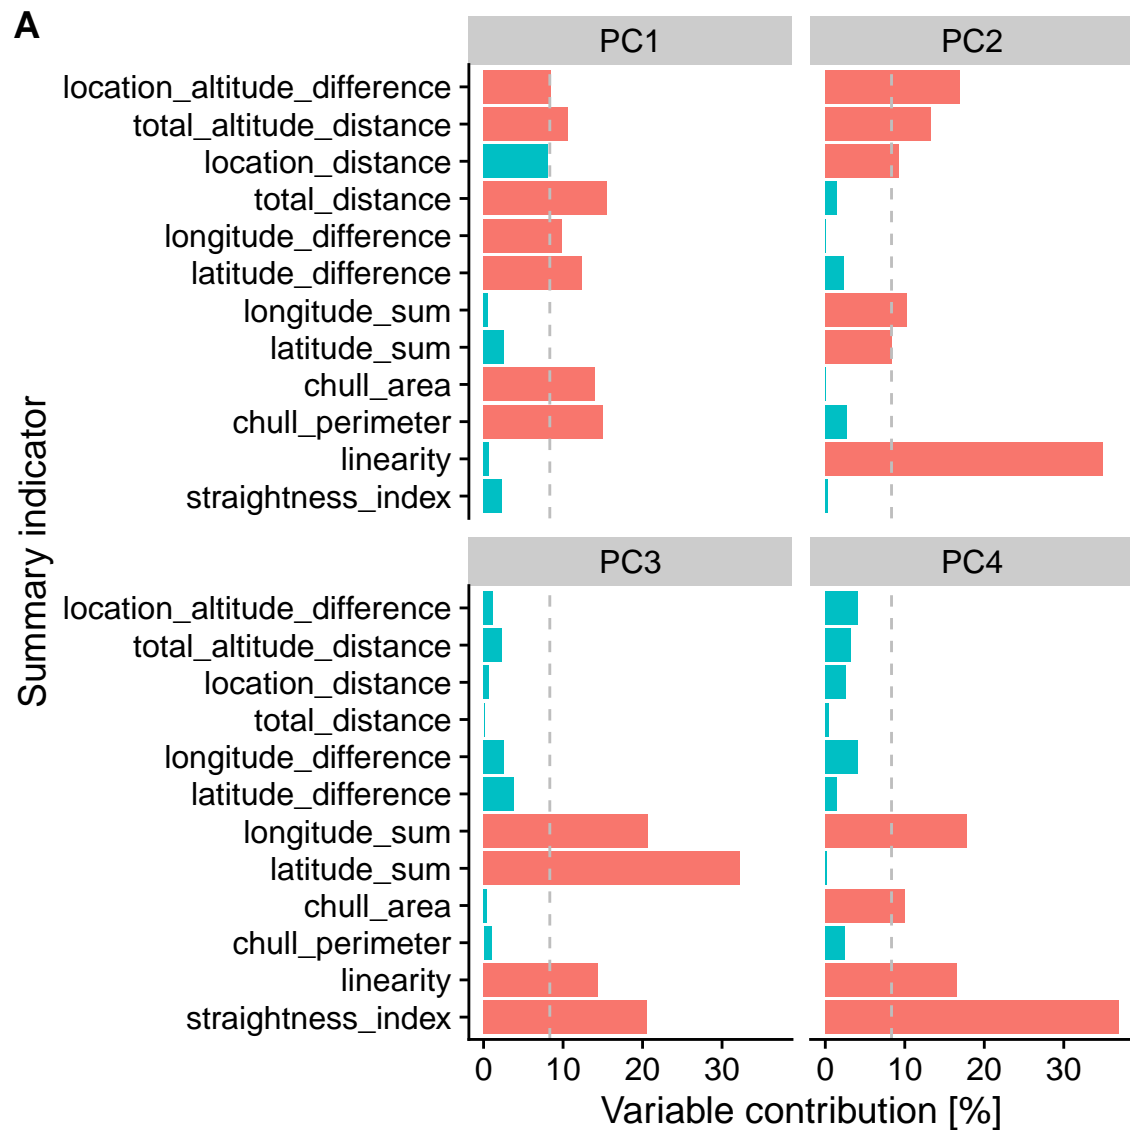 A
PC1
PC2
location_altitude_difference
total_altitude_distance
location_distance
total_distance
longitude_difference
latitude_difference
longitude_sum
latitude_sum
chull_area
chull_perimeter
linearity
straightness_index
Summary indicator
PC3
PC4
location_altitude_difference
total_altitude_distance
location_distance
total_distance
longitude_difference
latitude_difference
longitude_sum
latitude_sum
chull_area
chull_perimeter
linearity
straightness_index
0 10 20 30
0 10 20 30
Variable contribution [%]